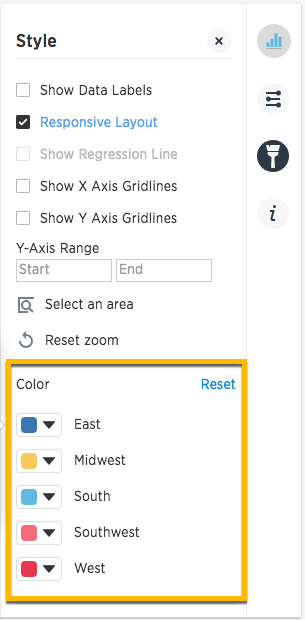 Style
Show Data Labels
Responsive Layout
Show Regression Line
Show X Axis Gridlines
Show Y Axis Gridlines
Y-Axis Range
Start End
Select an area
Reset zoom
Color Reset
East
Midwest
South
Southwest
West